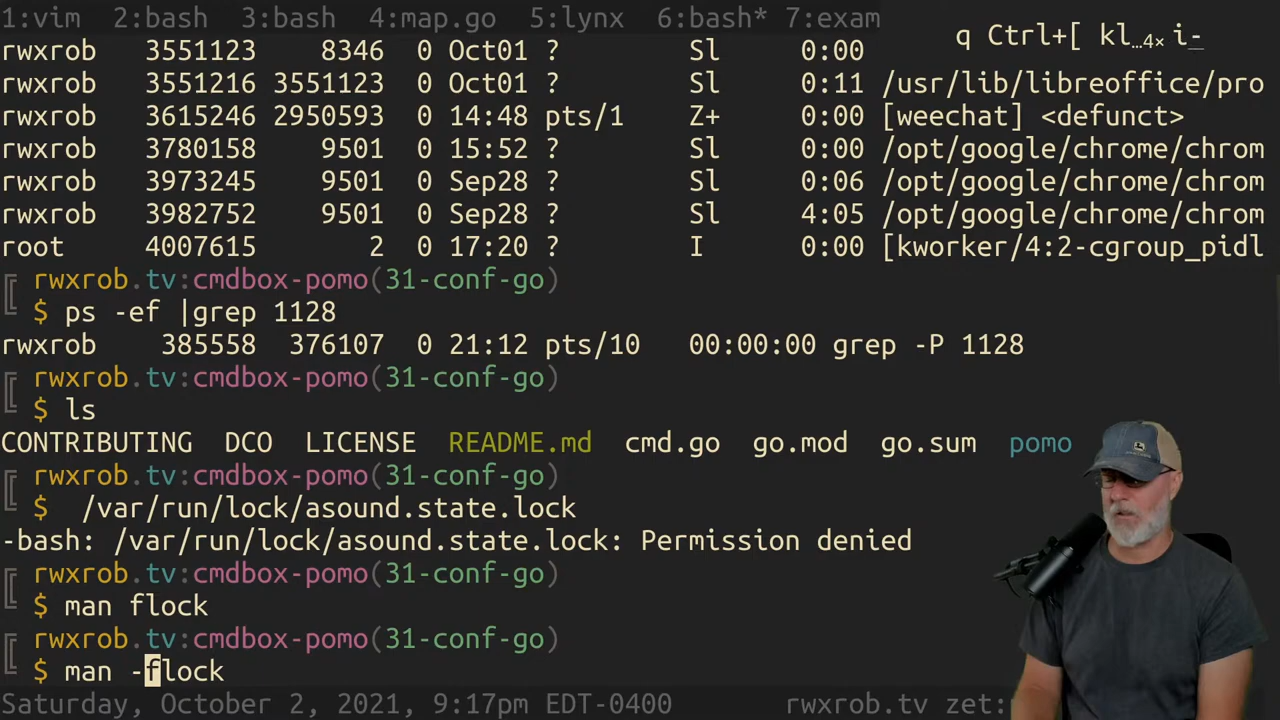 1:vim 2:bash 3:bash 4:map.go 5:lynx 6:bash* 7:exam
q Ctrl+[ kl…4× i-
rwxrob 3551123 8346 0 Oct01 ? Sl 0:00
rwxrob 3551216 3551123 0 Oct01 ? Sl 0:11 /usr/lib/libreoffice/pro
rwxrob 3615246 2950593 0 14:48 pts/1 Z+ 0:00 [weechat] <defunct>
rwxrob 3780158 9501 0 15:52 ? Sl 0:00 /opt/google/chrome/chrom
rwxrob 3973245 9501 0 Sep28 ? Sl 0:06 /opt/google/chrome/chrom
rwxrob 3982752 9501 0 Sep28 ? Sl 4:05 /opt/google/chrome/chrom
root 4007615 2 0 17:20 ? I 0:00 [kworker/4:2-cgroup_pidl
rwxrob.tv:cmdbox-pomo(31-conf-go)
$ ps -ef |grep 1128
rwxrob 385558 376107 0 21:12 pts/10 00:00:00 grep -P 1128
rwxrob.tv:cmdbox-pomo(31-conf-go)
$ ls
CONTRIBUTING DCO LICENSE README.md cmd.go go.mod go.sum pomo
rwxrob.tv:cmdbox-pomo(31-conf-go)
$ /var/run/lock/asound.state.lock
-bash: /var/run/lock/asound.state.lock: Permission denied
rwxrob.tv:cmdbox-pomo(31-conf-go)
$ man flock
rwxrob.tv:cmdbox-pomo(31-conf-go)
$ man -flock
Saturday, October 2, 2021, 9:17pm EDT-0400 rwxrob.tv zet: